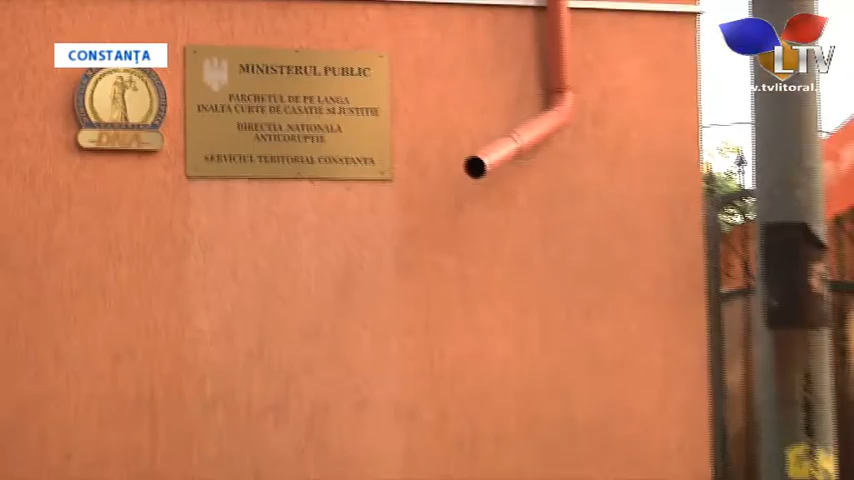 CONSTANȚA
MINISTERUL PUBLIC
PARCHETUL DE PE LANGA
INALTA CURTE DE CASATIE SI JUSTITIE
DIRECTIA NATIONALA
ANTICORUPTIE
SERVICIUL TERITORIAL CONSTANTA
DNA
LTV
www.tvlitoral.ro